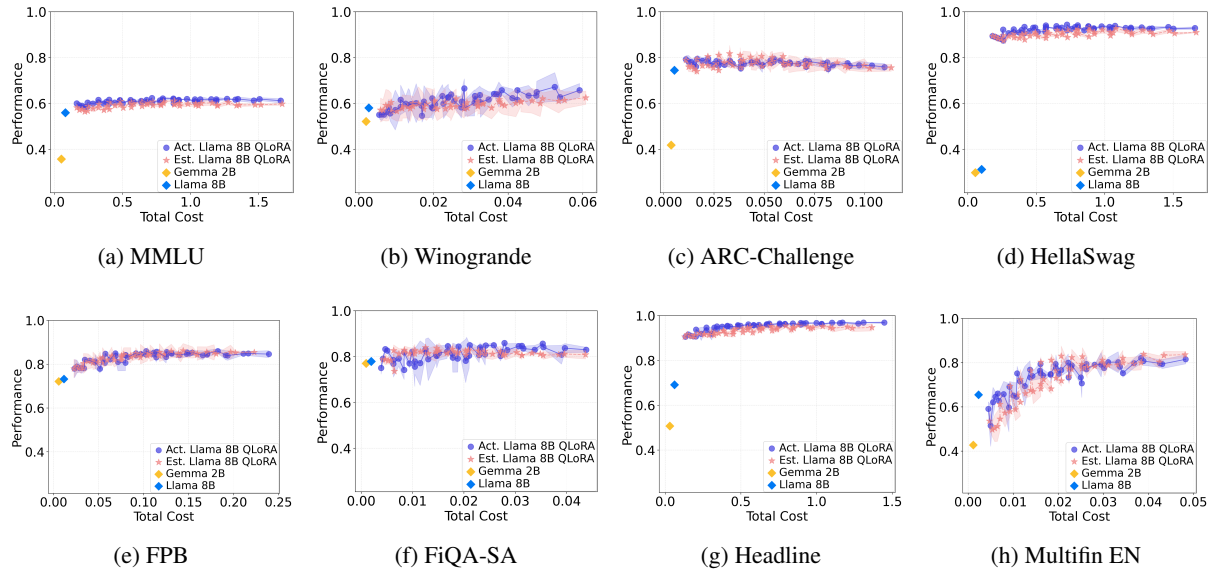 1.0
0.8
0.6
0.4
Performance
Act. Llama 8B QLoRA
Est. Llama 8B QLoRA
Gemma 2B
Llama 8B
0.0 0.5 1.0 1.5
Total Cost
(a) MMLU
1.0
0.8
0.6
0.4
Performance
Act. Llama 8B QLoRA
Est. Llama 8B QLoRA
Gemma 2B
Llama 8B
0.00 0.02 0.04 0.06
Total Cost
(b) Winogrande
1.0
0.8
0.6
0.4
Performance
Act. Llama 8B QLoRA
Est. Llama 8B QLoRA
Gemma 2B
Llama 8B
0.000 0.025 0.050 0.075 0.100
Total Cost
(c) ARC-Challenge
1.0
0.8
0.6
0.4
Performance
Act. Llama 8B QLoRA
Est. Llama 8B QLoRA
Gemma 2B
Llama 8B
0.0 0.5 1.0 1.5
Total Cost
(d) HellaSwag
1.0
0.8
0.6
0.4
Performance
Act. Llama 8B QLoRA
Est. Llama 8B QLoRA
Gemma 2B
Llama 8B
0.00 0.05 0.10 0.15 0.20 0.25
Total Cost
(e) FPB
1.0
0.8
0.6
0.4
Performance
Act. Llama 8B QLoRA
Est. Llama 8B QLoRA
Gemma 2B
Llama 8B
0.00 0.01 0.02 0.03 0.04
Total Cost
(f) FiQA-SA
1.0
0.8
0.6
0.4
Performance
Act. Llama 8B QLoRA
Est. Llama 8B QLoRA
Gemma 2B
Llama 8B
0.0 0.5 1.0 1.5
Total Cost
(g) Headline
1.0
0.8
0.6
0.4
Performance
Act. Llama 8B QLoRA
Est. Llama 8B QLoRA
Gemma 2B
Llama 8B
0.00 0.01 0.02 0.03 0.04 0.05
Total Cost
(h) Multifin EN